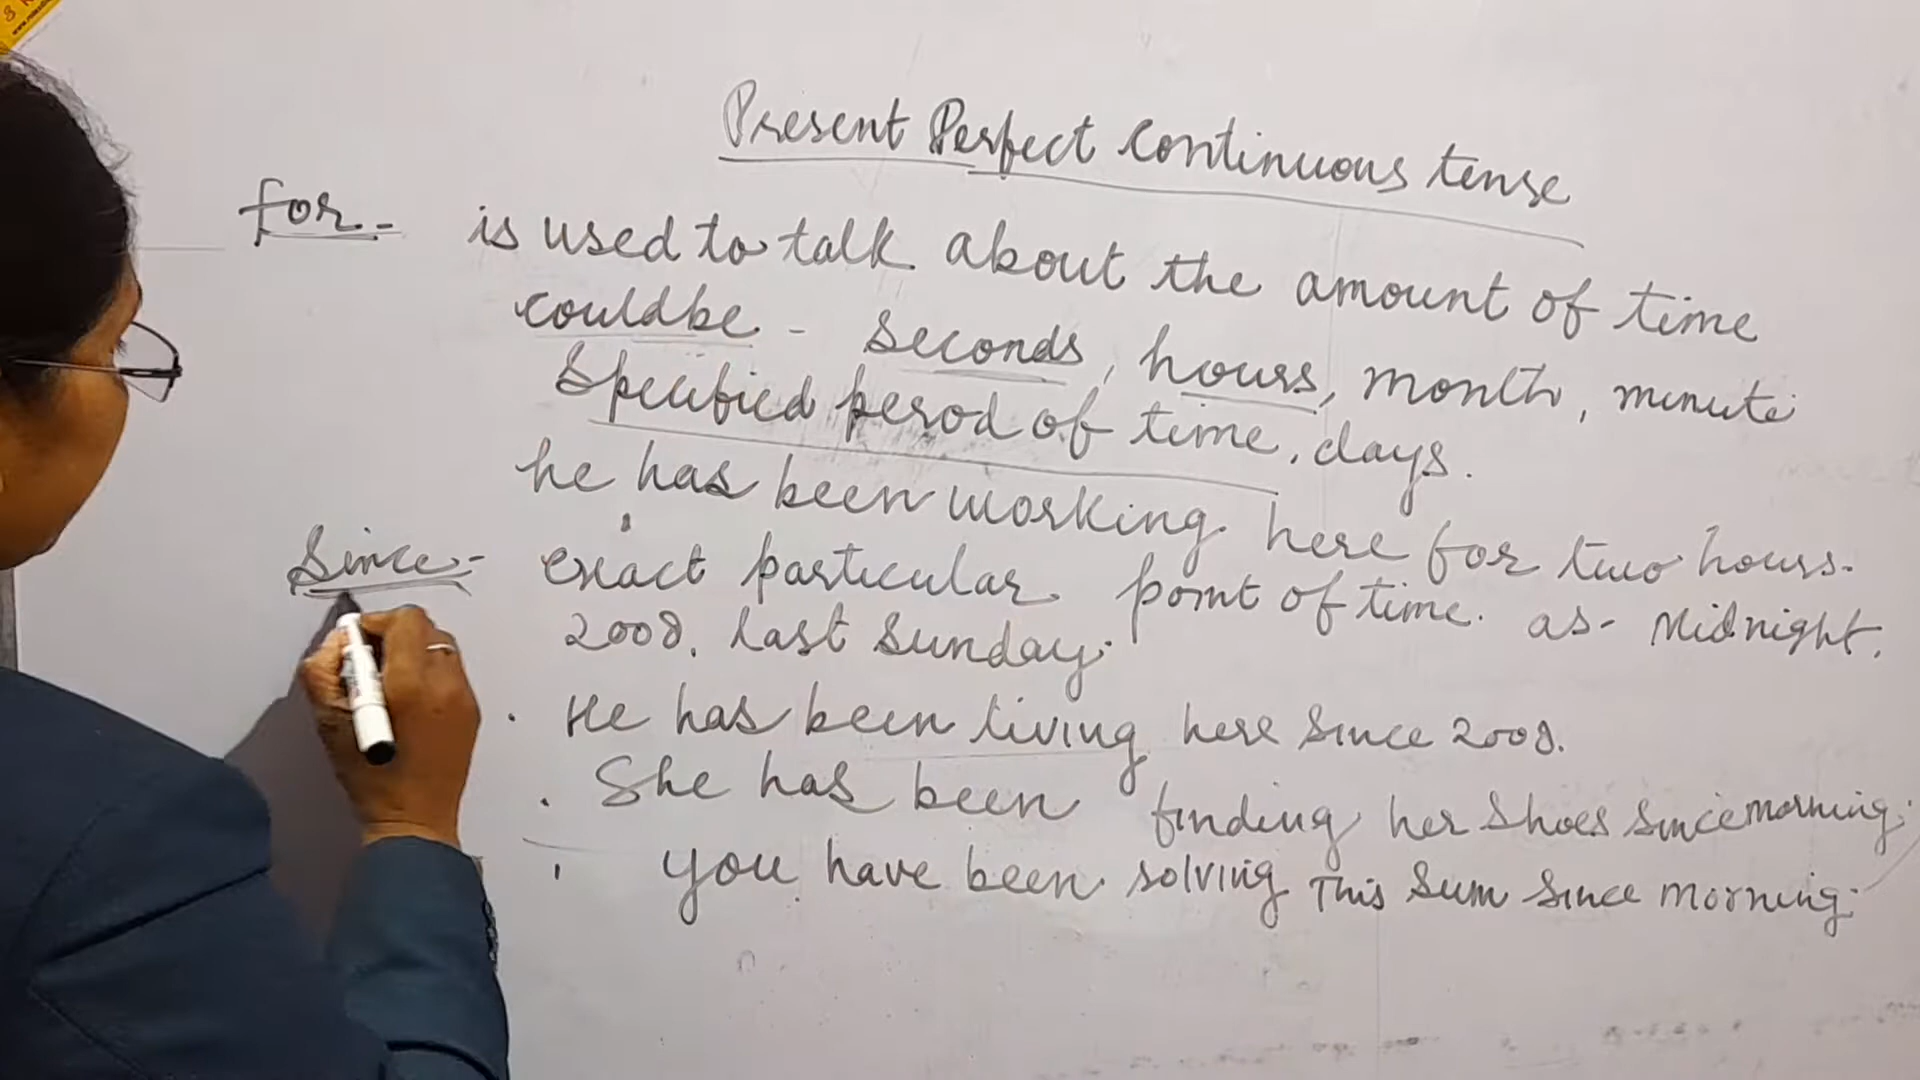 Present Perfect Continuous tense
for - is used to talk about the amount of time
couldbe - seconds, hours, month, minute
Specified perod of time, days.
he has been working here for two hours.
Since - exact particular point of time. as - Midnight.
2008, last sunday.
. He has been living here since 2008.
. She has been finding her shoes since morning.
. you have been solving This sum since morning.